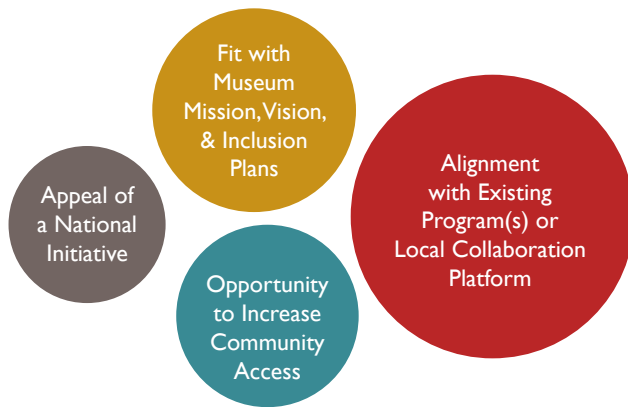 Fit with
Museum
Mission, Vision,
& Inclusion
Plans
Appeal of
a National
Initiative
Alignment
with Existing
Program(s) or
Local Collaboration
Platform
Opportunity
to Increase
Community
Access